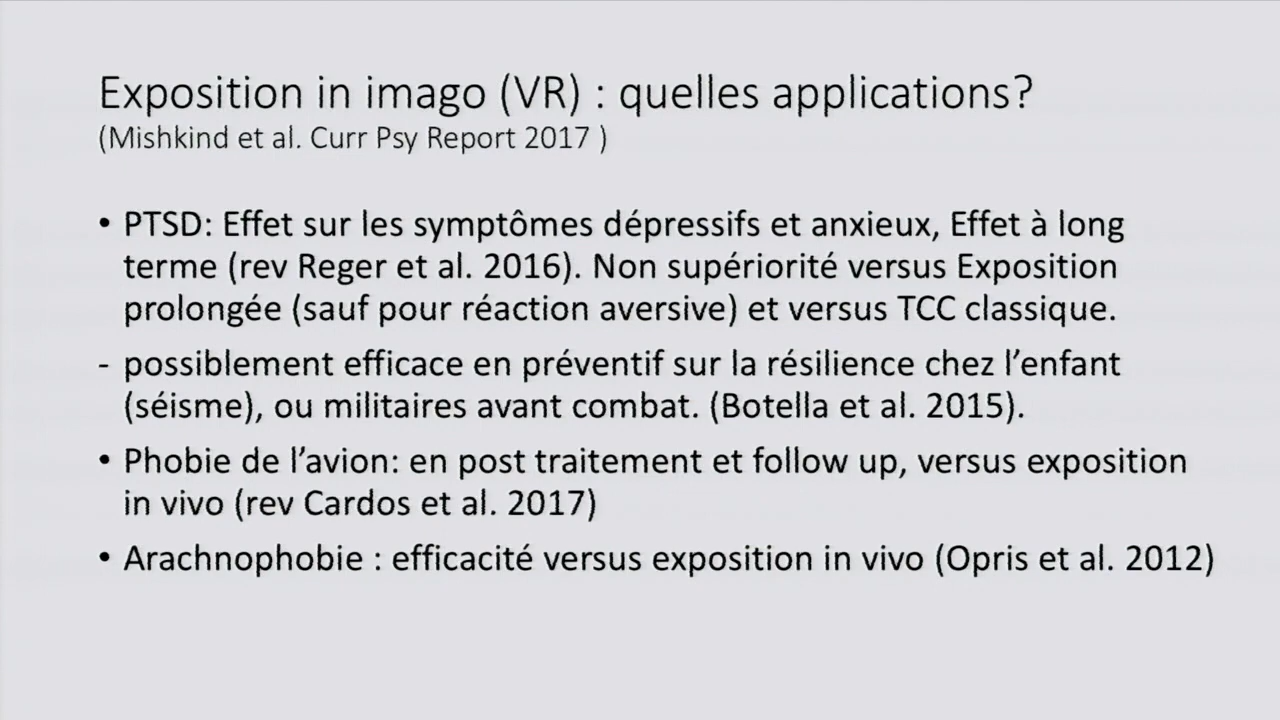 Exposition in imago (VR) : quelles applications?
(Mishkind et al. Curr Psy Report 2017 )
• PTSD: Effet sur les symptômes dépressifs et anxieux, Effet à long
terme (rev Reger et al. 2016). Non supériorité versus Exposition
prolongée (sauf pour réaction aversive) et versus TCC classique.
- possiblement efficace en préventif sur la résilience chez l’enfant
(séisme), ou militaires avant combat. (Botella et al. 2015).
• Phobie de l’avion: en post traitement et follow up, versus exposition
in vivo (rev Cardos et al. 2017)
• Arachnophobie : efficacité versus exposition in vivo (Opris et al. 2012)